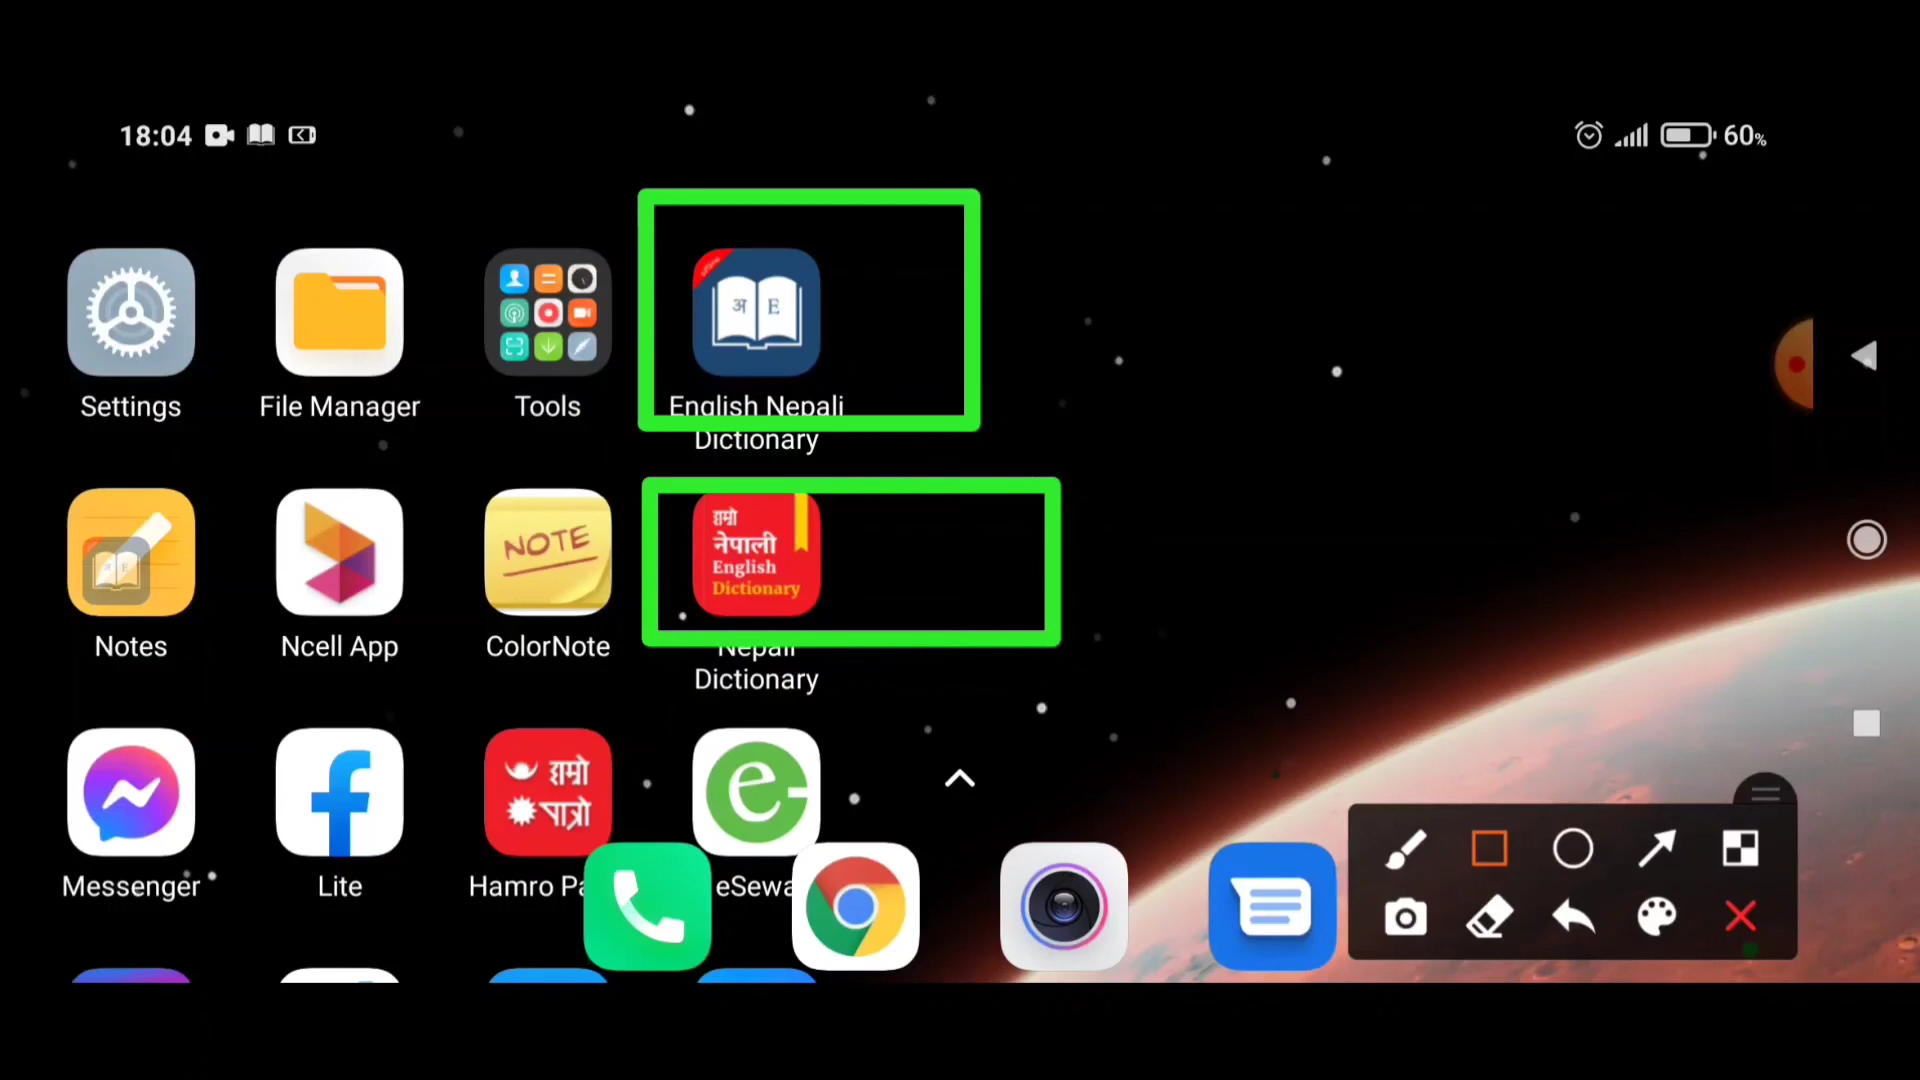 18:04
60%
Settings
File Manager
Tools
अ E
English Nepali
Dictionary
NOTE
हाम्रो
नेपाली
English
Dictionary
Notes
Ncell App
ColorNote
Nepali
Dictionary
हाम्रो
पात्रो
e
Messenger
Lite
Hamro Pa
eSewa